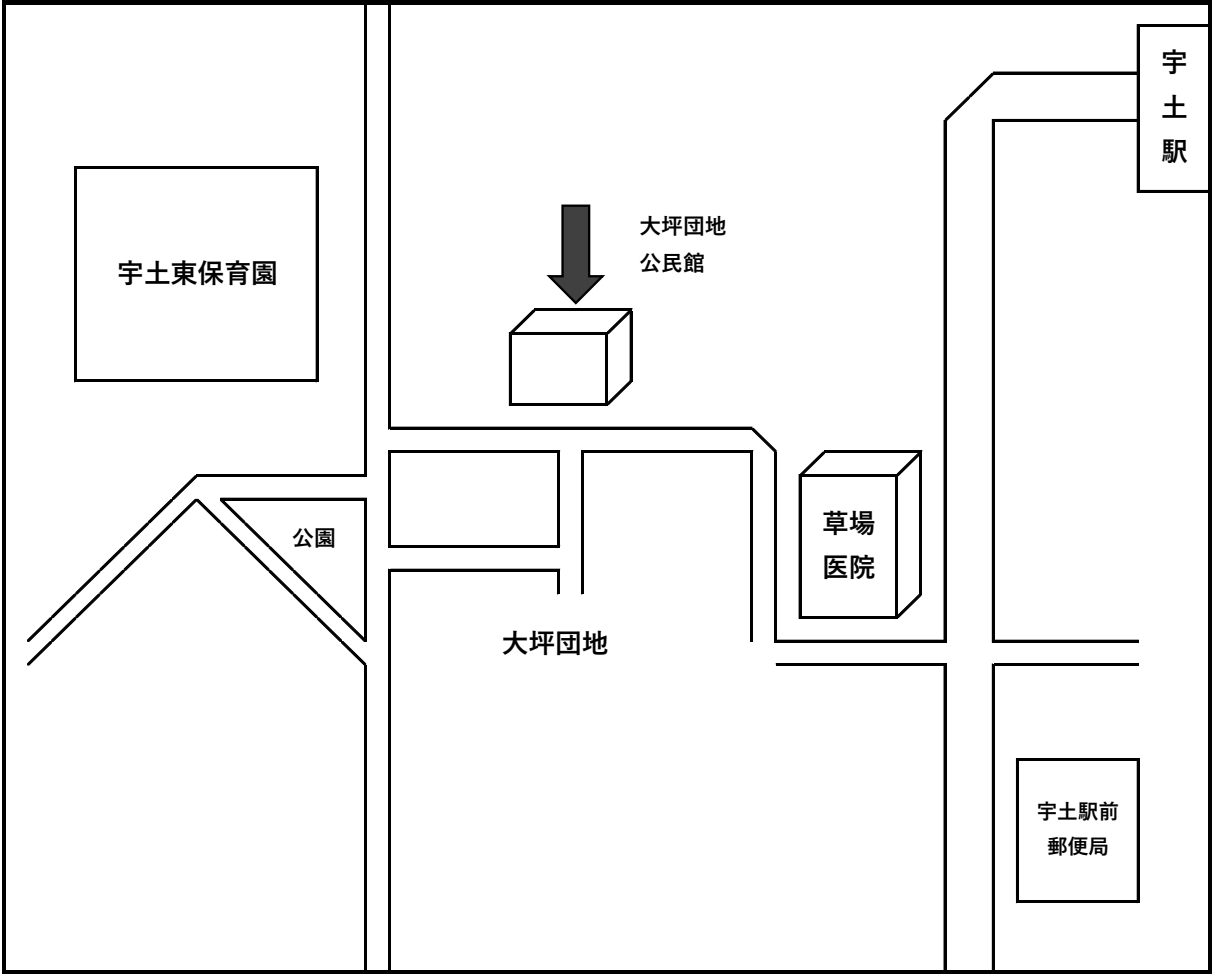 宇土駅
大坪団地
公民館
宇土東保育園
草場
医院
公園
大坪団地
宇土駅前
郵便局